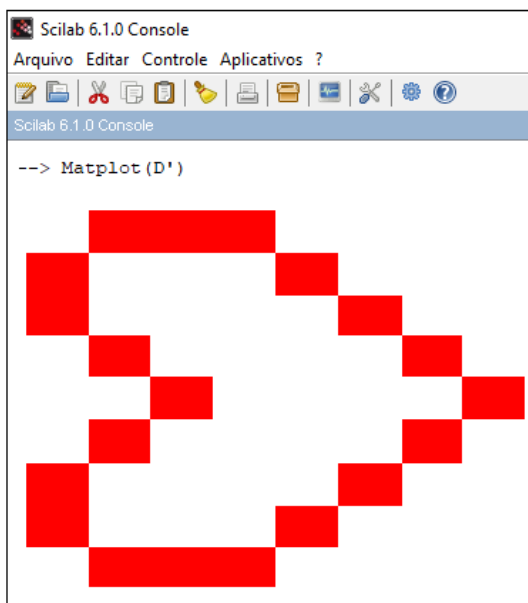 Scilab 6.1.0 Console
Arquivo Editar Controle Aplicativos ?
Scilab 6.1.0 Console
--> Matplot(D')